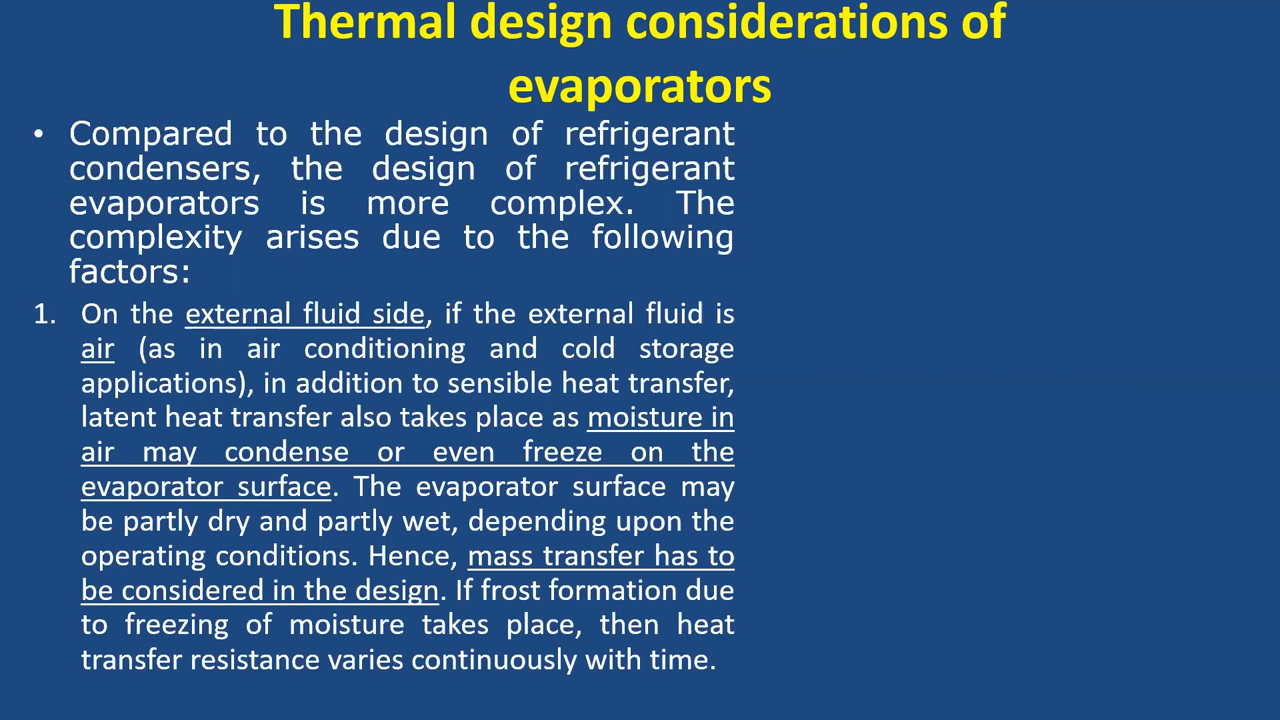 Thermal design considerations of
evaporators
• Compared to the design of refrigerant
condensers, the design of refrigerant
evaporators is more complex. The
complexity arises due to the following
factors:
1. On the external fluid side, if the external fluid is
air (as in air conditioning and cold storage
applications), in addition to sensible heat transfer,
latent heat transfer also takes place as moisture in
air may condense or even freeze on the
evaporator surface. The evaporator surface may
be partly dry and partly wet, depending upon the
operating conditions. Hence, mass transfer has to
be considered in the design. If frost formation due
to freezing of moisture takes place, then heat
transfer resistance varies continuously with time.